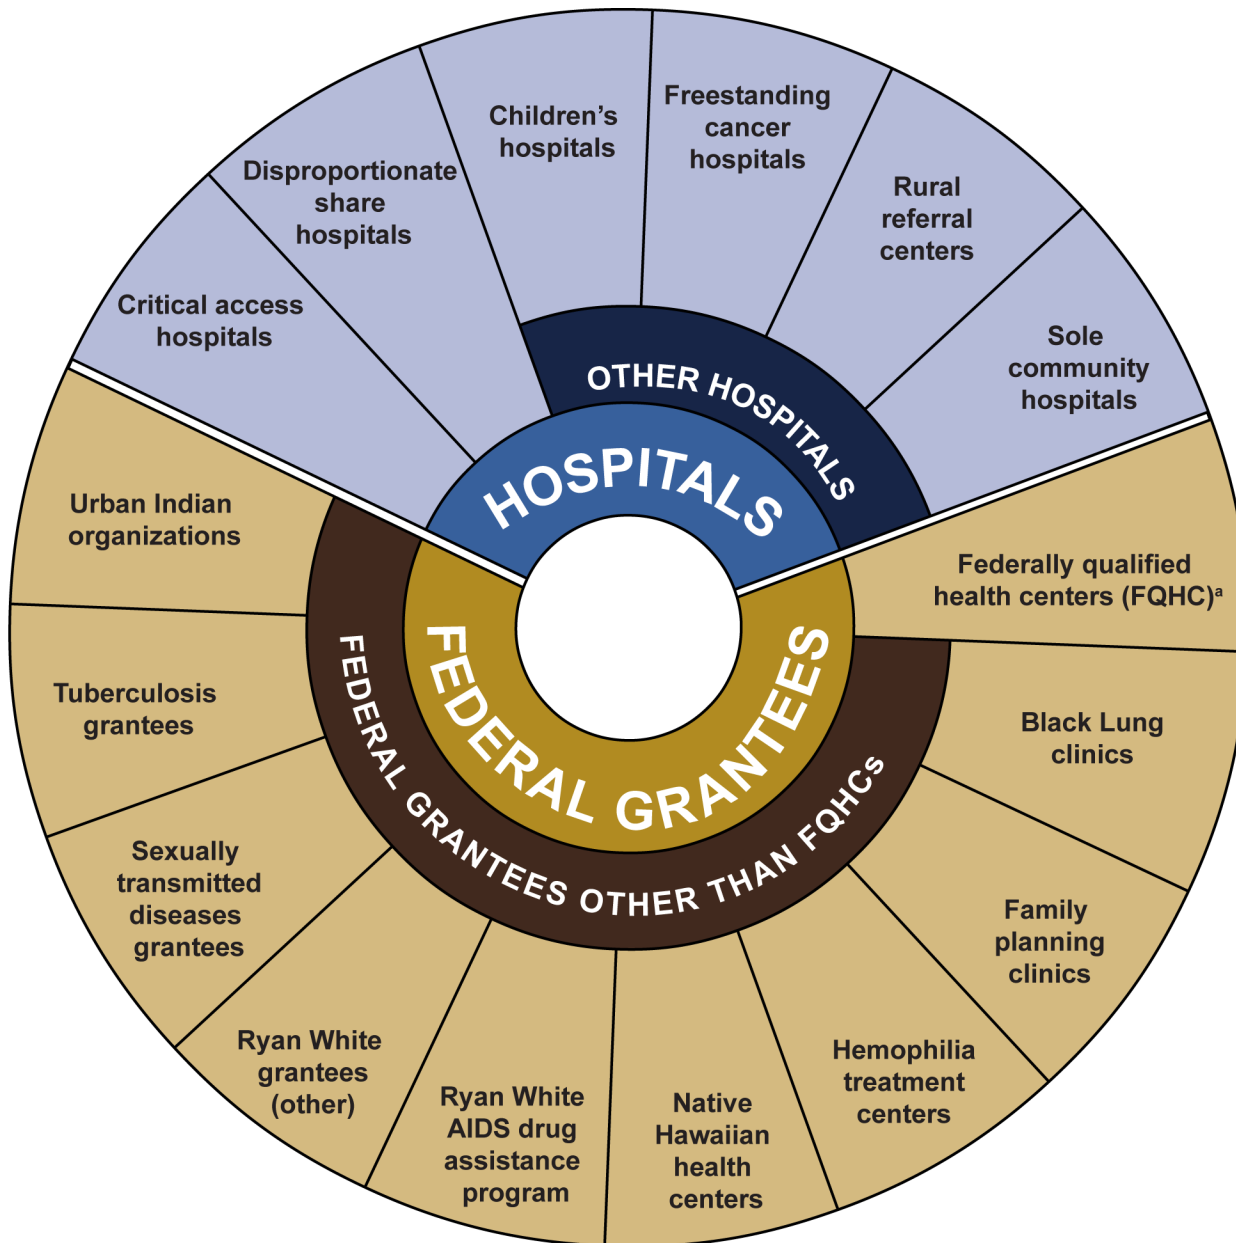 Children’s
hospitals
Freestanding
cancer
hospitals
Disproportionate
share
hospitals
Rural
referral
centers
Critical access
hospitals
Sole
community
hospitals
OTHER HOSPITALS
HOSPITALS
Urban Indian
organizations
Federally qualified
health centers (FQHC)ᵃ
FEDERAL GRANTEES
FEDERAL GRANTEES OTHER THAN FQHCs
Tuberculosis
grantees
Black Lung
clinics
Sexually
transmitted
diseases
grantees
Family
planning
clinics
Ryan White
grantees
(other)
Ryan White
AIDS drug
assistance
program
Native
Hawaiian
health
centers
Hemophilia
treatment
centers